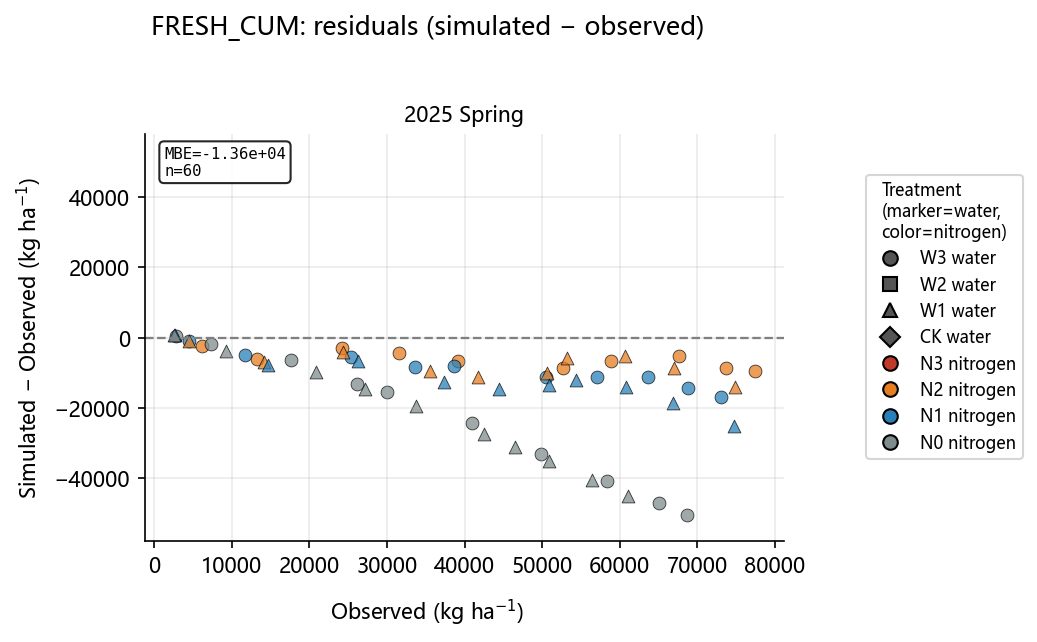 FRESH_CUM: residuals (simulated − observed)
2025 Spring
MBE=-1.36e+04
n=60
Simulated − Observed (kg ha⁻¹)
40000
20000
0
−20000
−40000
0 10000 20000 30000 40000 50000 60000 70000 80000
Observed (kg ha⁻¹)
Treatment
(marker=water,
color=nitrogen)
W3 water
W2 water
W1 water
CK water
N3 nitrogen
N2 nitrogen
N1 nitrogen
N0 nitrogen